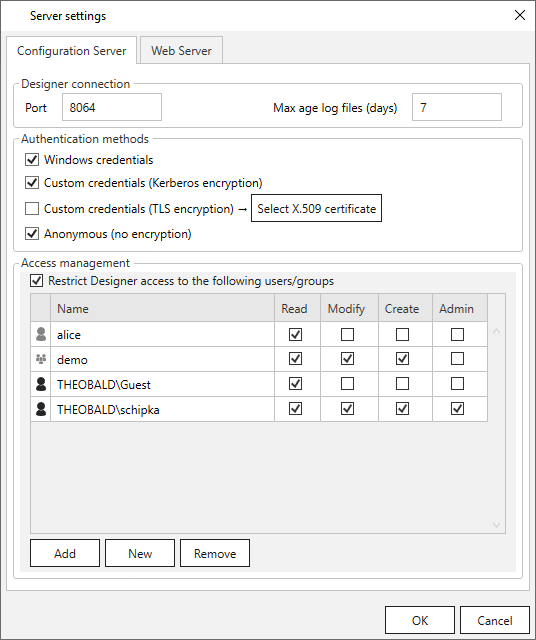 Server settings
Configuration Server Web Server
Designer connection
Port 8064 Max age log files (days) 7
Authentication methods
Windows credentials
Custom credentials (Kerberos encryption)
Custom credentials (TLS encryption) → Select X.509 certificate
Anonymous (no encryption)
Access management
Restrict Designer access to the following users/groups
Name Read Modify Create Admin
alice
demo
THEOBALD\Guest
THEOBALD\schipka
Add New Remove
OK Cancel